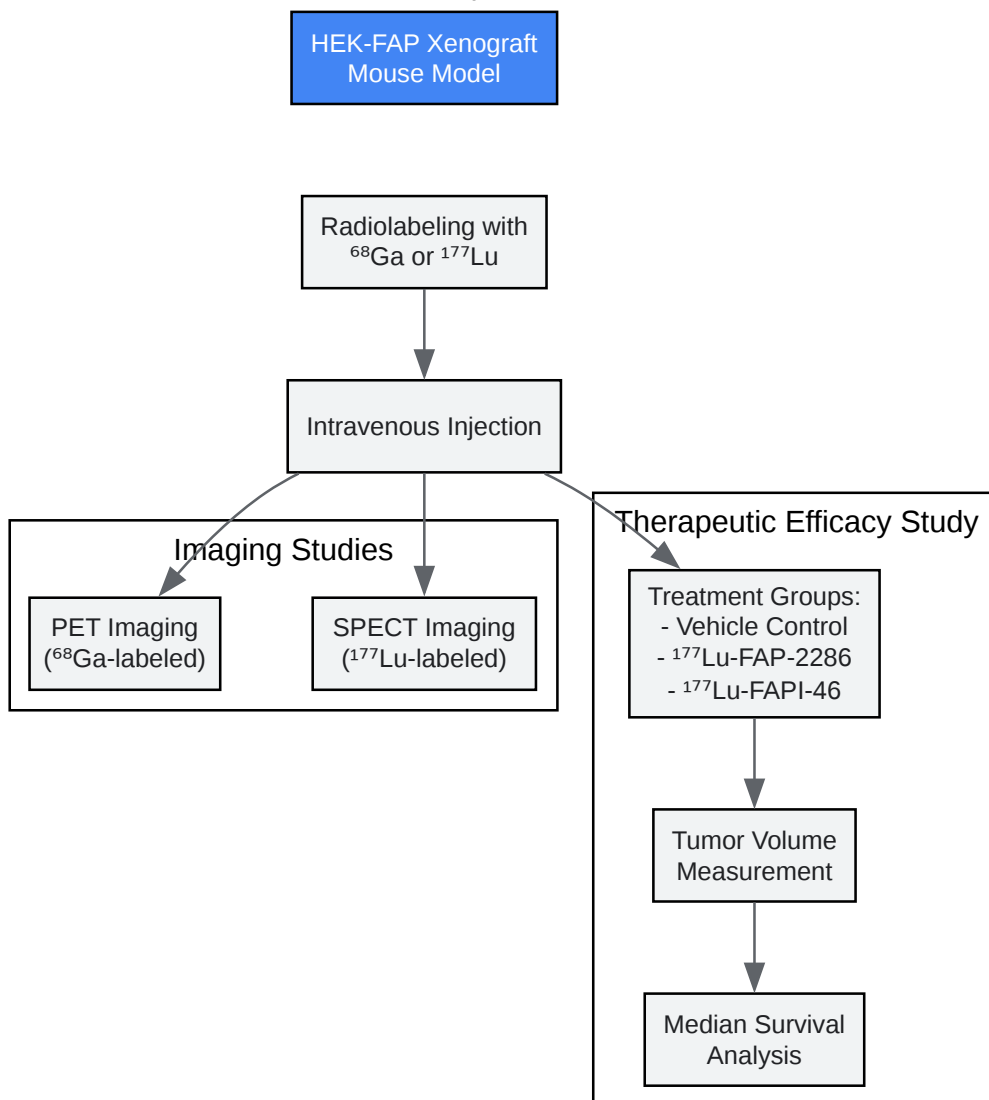 HEK-FAP Xenograft
Mouse Model
Radiolabeling with
⁶⁸Ga or ¹⁷⁷Lu
Intravenous Injection
Imaging Studies
PET Imaging
(⁶⁸Ga-labeled)
SPECT Imaging
(¹⁷⁷Lu-labeled)
Therapeutic Efficacy Study
Treatment Groups:
- Vehicle Control
- ¹⁷⁷Lu-FAP-2286
- ¹⁷⁷Lu-FAPI-46
Tumor Volume
Measurement
Median Survival
Analysis